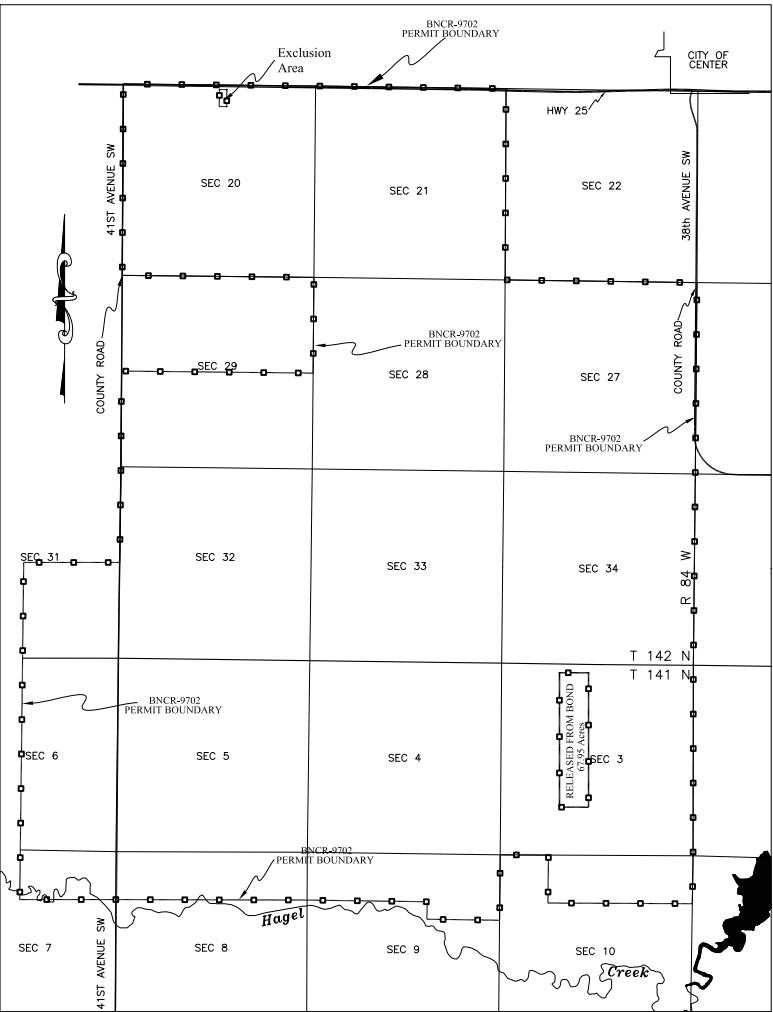 BNCR-9702
PERMIT BOUNDARY
Exclusion
Area
CITY OF
CENTER
HWY 25
41ST AVENUE SW
SEC 20
SEC 21
SEC 22
38th AVENUE SW
COUNTY ROAD
SEC 29
BNCR-9702
PERMIT BOUNDARY
SEC 28
SEC 27
COUNTY ROAD
BNCR-9702
PERMIT BOUNDARY
SEC 31
SEC 32
SEC 33
SEC 34
R 84 W
T 142 N
T 141 N
BNCR-9702
PERMIT BOUNDARY
SEC 6
SEC 5
SEC 4
RELEASED FROM BOND
67.95 Acres
SEC 3
BNCR-9702
PERMIT BOUNDARY
Hagel
SEC 7
41ST AVENUE SW
SEC 8
SEC 9
SEC 10
Creek